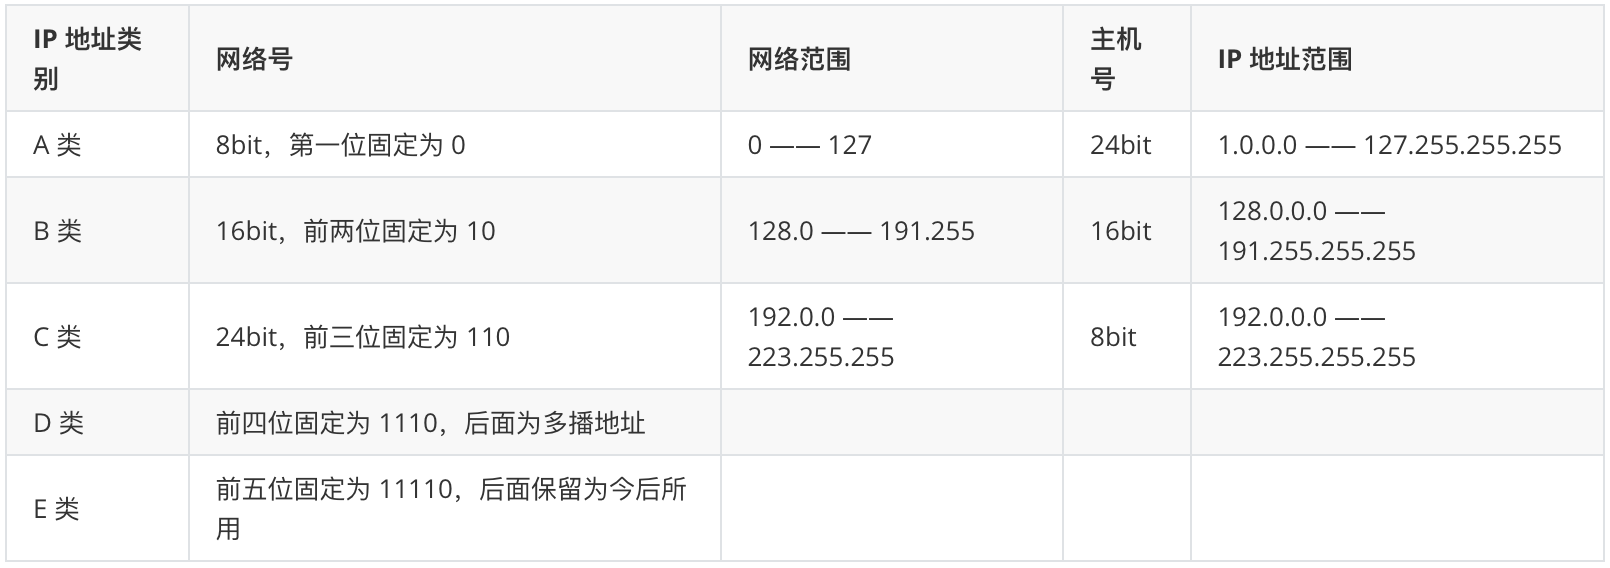 IP 地址类别
网络号
网络范围
主机号
IP 地址范围
A 类
8bit，第一位固定为 0
0 —— 127
24bit
1.0.0.0 —— 127.255.255.255
B 类
16bit，前两位固定为 10
128.0 —— 191.255
16bit
128.0.0.0 ——
191.255.255.255
C 类
24bit，前三位固定为 110
192.0.0 ——
223.255.255
8bit
192.0.0.0 ——
223.255.255.255
D 类
前四位固定为 1110，后面为多播地址
E 类
前五位固定为 11110，后面保留为今后所
用